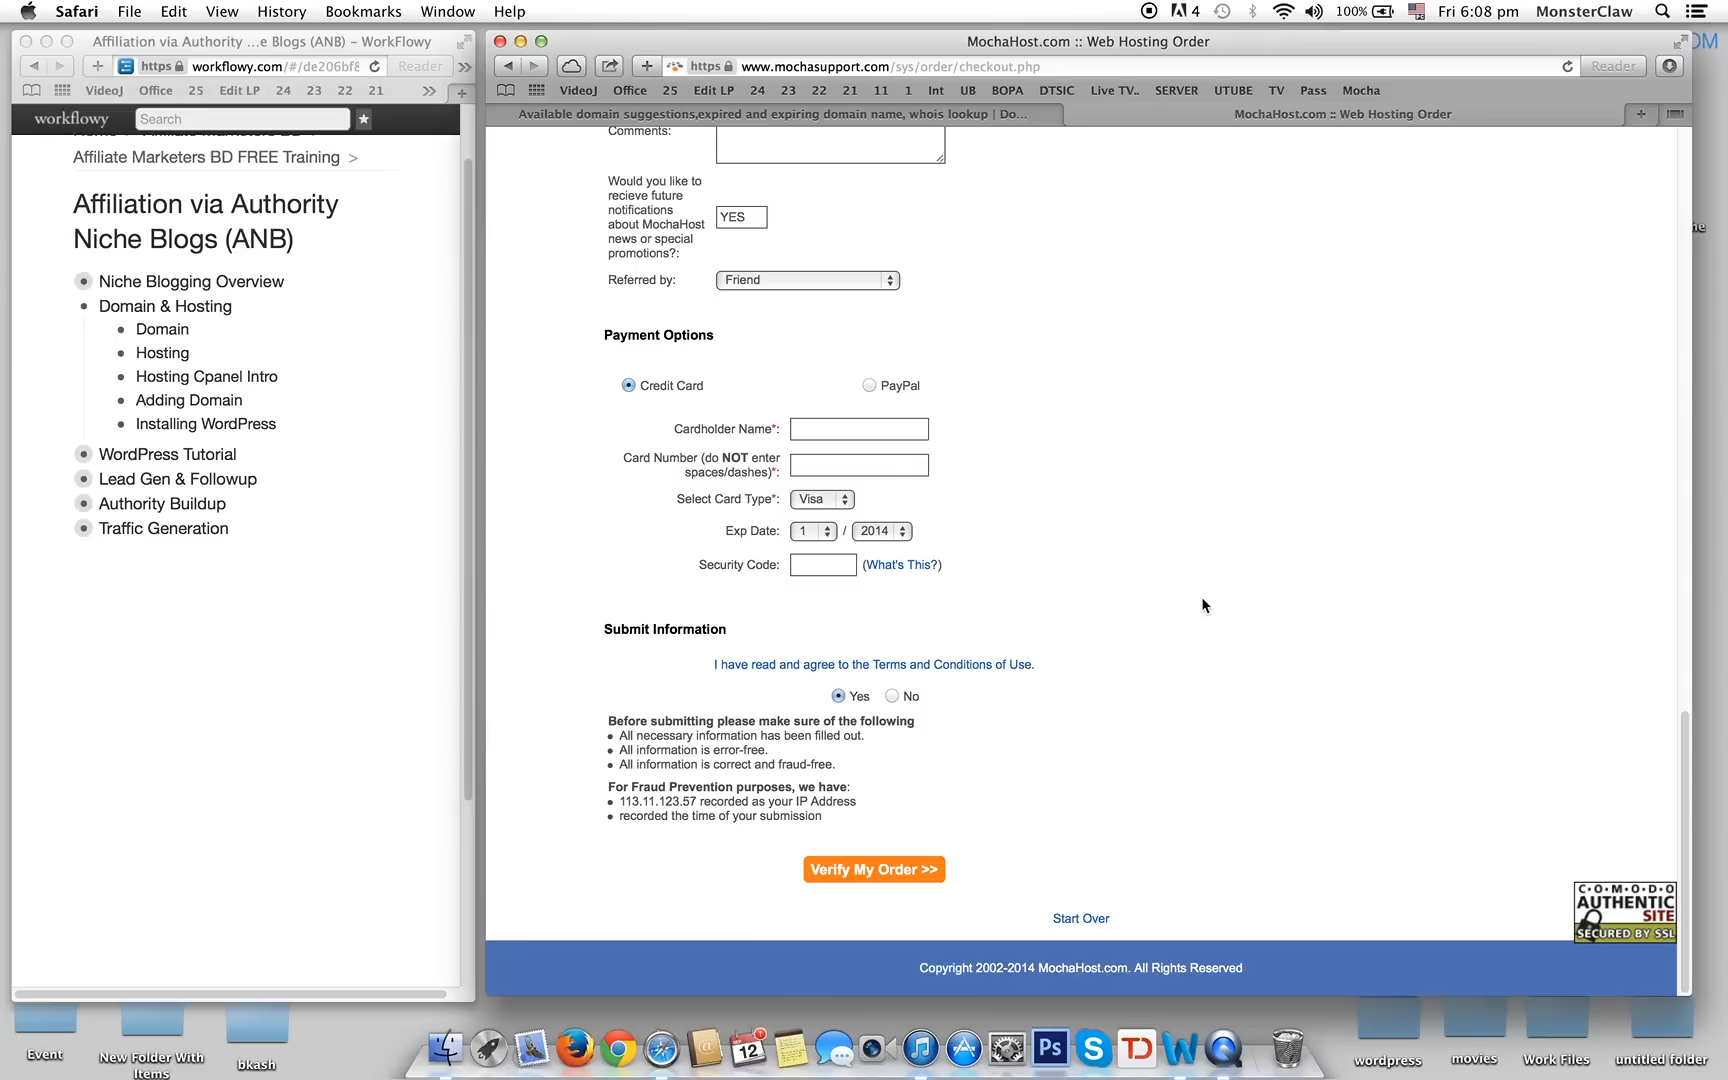 Safari File Edit View History Bookmarks Window Help
4 100% Fri 6:08 pm MonsterClaw
Affiliation via Authority ...e Blogs (ANB) – WorkFlowy
https workflowy.com/#/de206bf8 Reader
VideoJ Office 25 Edit LP 24 23 22 21
workflowy Search
Affiliate Marketers BD FREE Training >
Affiliation via Authority
Niche Blogs (ANB)
Niche Blogging Overview
Domain & Hosting
Domain
Hosting
Hosting Cpanel Intro
Adding Domain
Installing WordPress
WordPress Tutorial
Lead Gen & Followup
Authority Buildup
Traffic Generation
MochaHost.com :: Web Hosting Order
https www.mochasupport.com/sys/order/checkout.php Reader
VideoJ Office 25 Edit LP 24 23 22 21 11 1 Int UB BOPA DTSIC Live TV.. SERVER UTUBE TV Pass Mocha
Available domain suggestions,expired and expiring domain name, whois lookup | Do... MochaHost.com :: Web Hosting Order
Comments:
Would you like to
recieve future
notifications
about MochaHost
news or special
promotions?:
YES
Referred by: Friend
Payment Options
Credit Card PayPal
Cardholder Name*:
Card Number (do NOT enter
spaces/dashes)*:
Select Card Type*: Visa
Exp Date: 1 / 2014
Security Code: (What's This?)
Submit Information
I have read and agree to the Terms and Conditions of Use.
Yes No
Before submitting please make sure of the following
All necessary information has been filled out.
All information is error-free.
All information is correct and fraud-free.
For Fraud Prevention purposes, we have:
113.11.123.57 recorded as your IP Address
recorded the time of your submission
Verify My Order >>
Start Over
C·O·M·O·D·O
AUTHENTIC
SITE
SECURED BY SSL
Copyright 2002-2014 MochaHost.com. All Rights Reserved
Event
New Folder With
Items
bkash
12
Ps
TD
wordpress
movies
Work Files
untitled folder